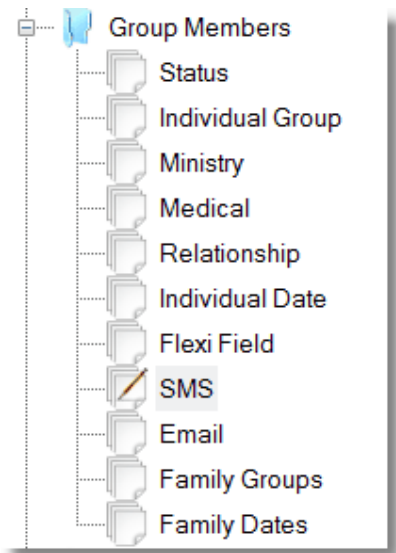 Group Members
Status
Individual Group
Ministry
Medical
Relationship
Individual Date
Flexi Field
SMS
Email
Family Groups
Family Dates